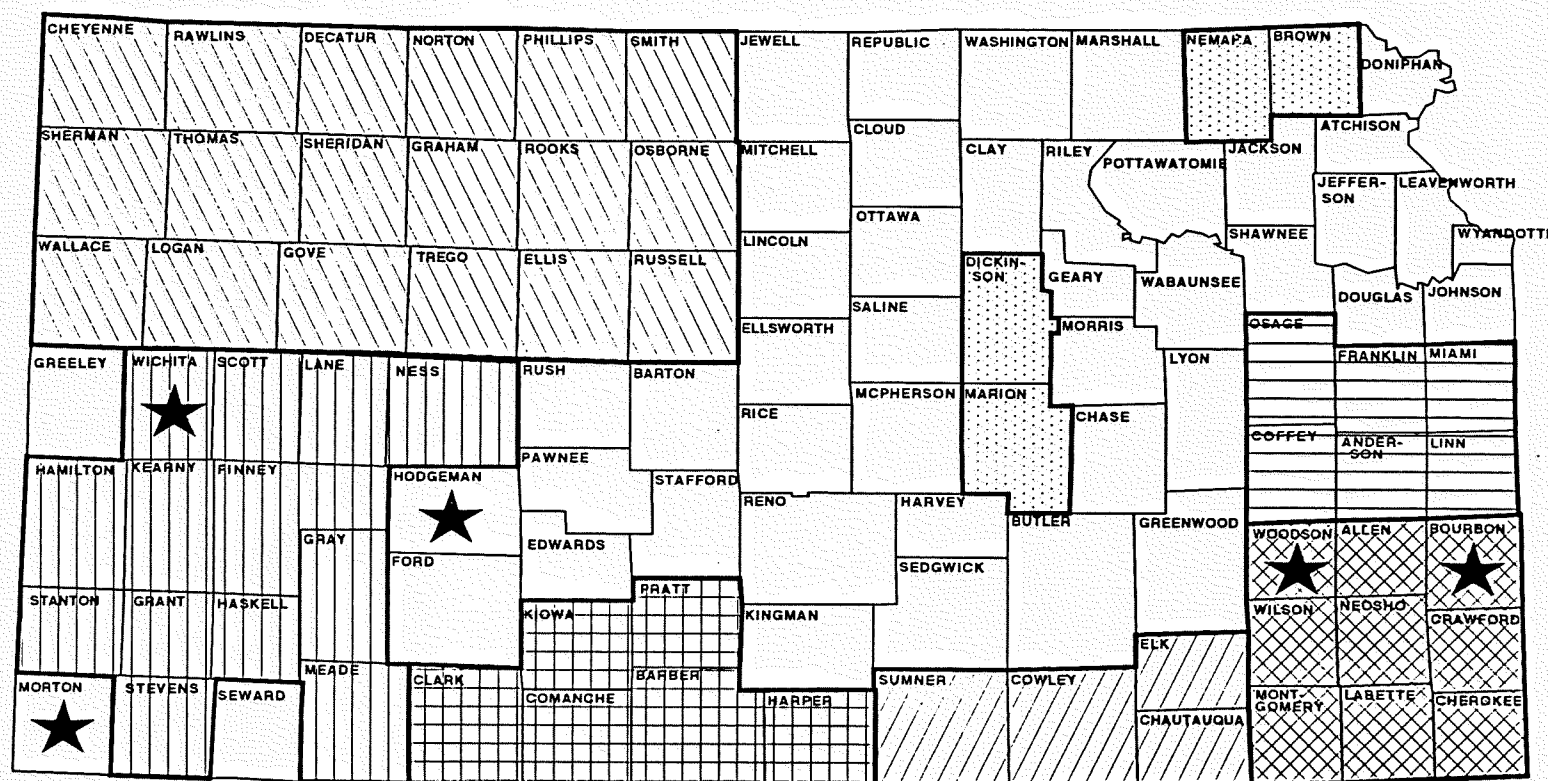 CHEYENNE
RAWLINS
DECATUR
NORTON
PHILLIPS
SMITH
JEWELL
REPUBLIC
WASHINGTON
MARSHALL
NEMAHA
BROWN
DONIPHAN
SHERMAN
THOMAS
SHERIDAN
GRAHAM
ROOKS
OSBORNE
MITCHELL
CLOUD
CLAY
RILEY
POTTAWATOMIE
JACKSON
ATCHISON
JEFFER-
SON
LEAVENWORTH
WALLACE
LOGAN
GOVE
TREGO
ELLIS
RUSSELL
LINCOLN
OTTAWA
DICKIN-
SON
GEARY
WABAUNSEE
SHAWNEE
WYANDOTT
DOUGLAS
JOHNSON
ELLSWORTH
SALINE
MORRIS
LYON
OSAGE
FRANKLIN
MIAMI
GREELEY
WICHITA
SCOTT
LANE
NESS
RUSH
BARTON
RICE
MCPHERSON
MARION
CHASE
COFFEY
ANDER-
SON
LINN
HAMILTON
KEARNY
FINNEY
HODGEMAN
PAWNEE
STAFFORD
RENO
HARVEY
BUTLER
GREENWOOD
WOODSON
ALLEN
BOURBON
GRAY
FORD
EDWARDS
SEDGWICK
STANTON
GRANT
HASKELL
KIOWA
PRATT
KINGMAN
WILSON
NEOSHO
CRAWFORD
ELK
MORTON
STEVENS
SEWARD
MEADE
CLARK
COMANCHE
BARBER
HARPER
SUMNER
COWLEY
CHAUTAUQUA
MONT-
GOMERY
LABETTE
CHEROKEE